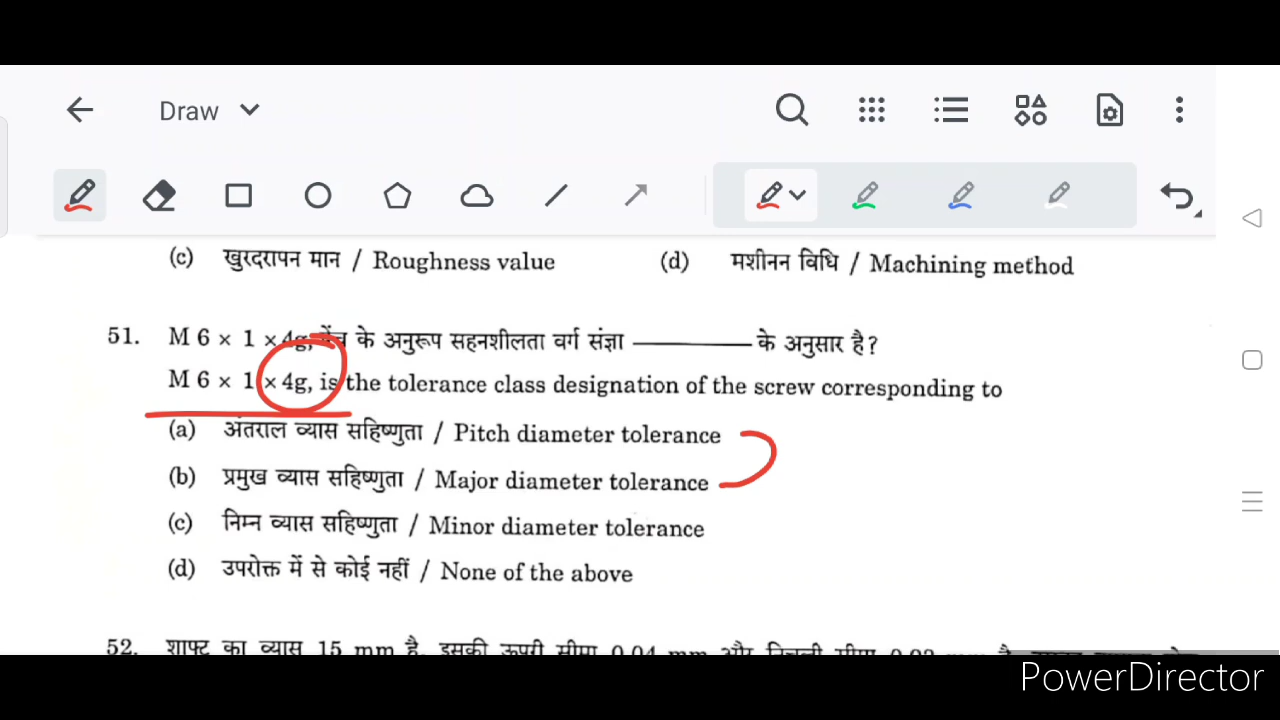 Draw
(c) खुरदरापन मान / Roughness value (d) मशीनन विधि / Machining method
51. M 6 × 1 × 4g, पेंच के अनुरूप सहनशीलता वर्ग संज्ञा ———— के अनुसार है?
M 6 × 1 × 4g, is the tolerance class designation of the screw corresponding to
(a) अंतराल व्यास सहिष्णुता / Pitch diameter tolerance
(b) प्रमुख व्यास सहिष्णुता / Major diameter tolerance
(c) निम्न व्यास सहिष्णुता / Minor diameter tolerance
(d) उपरोक्त में से कोई नहीं / None of the above
52. शाफ्ट का व्यास 15 mm है, इसकी ऊपरी सीमा 0.04 mm और निचली सीमा
PowerDirector